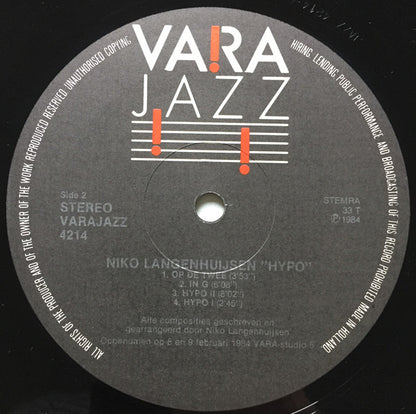 VARA
JAZZ
Side 2
STEREO
VARAJAZZ
4214
STEMRA
33 T
℗1984
NIKO LANGENHUIJSEN "HYPO"
1. OP DE TWEE (3'53")
2. IN G (6'08")
3. HYPO II (8'02")
4. HYPO I (2'45")
Alle composities geschreven en
gearrangeerd door Niko Langenhuijsen
Opgenomen op 8 en 9 februari 1984 VARA-studio 8
ALL RIGHTS OF THE PRODUCER AND OF THE OWNER OF THE WORK REPRODUCED RESERVED UNAUTHORISED COPYING HIRING LENDING PUBLIC PERFORMANCE AND BROADCASTING OF THIS RECORD PROHIBITED MADE IN HOLLAND